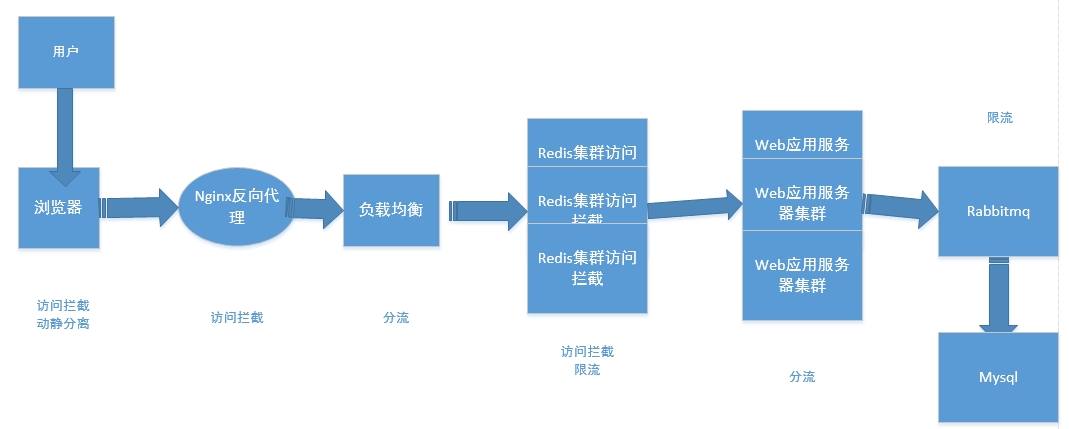 用户
浏览器
访问拦截
动静分离
Nginx反向代
理
访问拦截
负载均衡
分流
Redis集群访问
Redis集群访问
拦截
Redis集群访问
拦截
访问拦截
限流
Web应用服务
Web应用服务
器集群
Web应用服务
器集群
分流
限流
Rabbitmq
Mysql